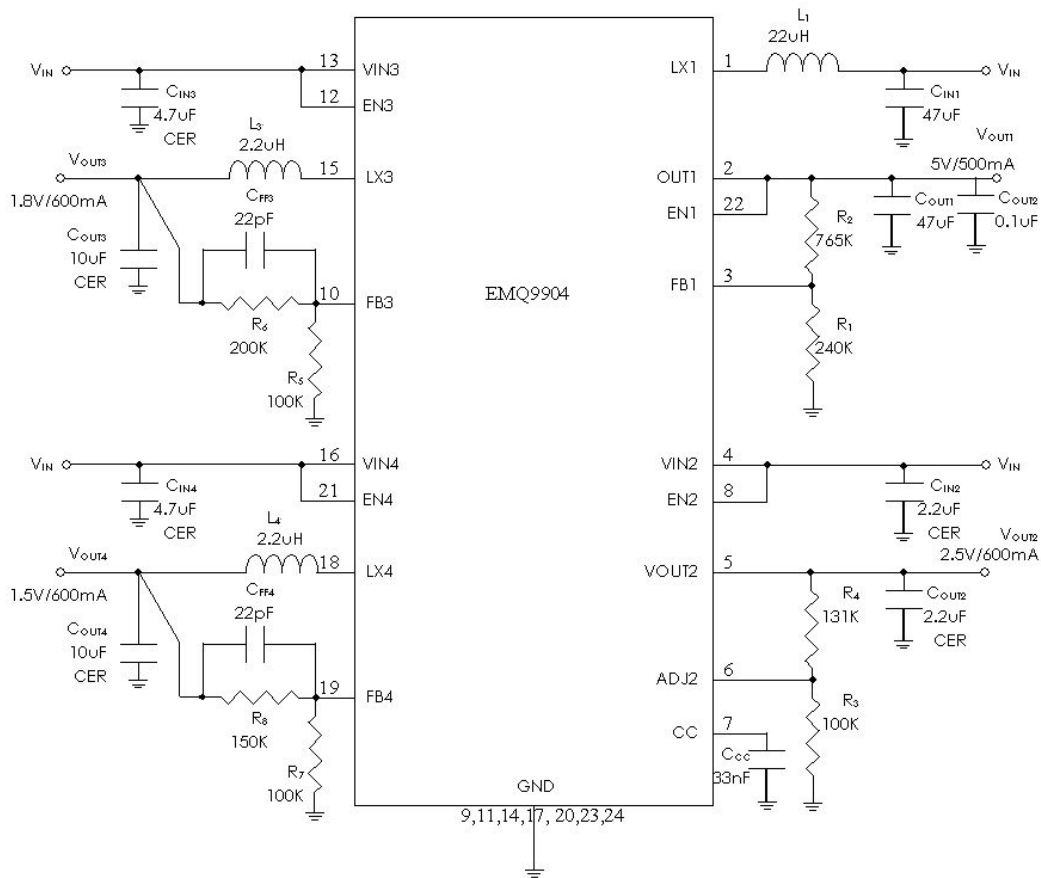 L1
22uH
VIN
13
VIN3
LX1
1
VIN
CIN3
4.7uF
CER
12
EN3
CIN1
47uF
L3
2.2uH
VOUT3
15
LX3
OUT1
2
VOUT1
5V/500mA
1.8V/600mA
CFF3
22pF
EN1
22
R2
765K
COUT1
47uF
COUT2
0.1uF
COUT3
10uF
CER
10
FB3
EMQ9904
FB1
3
R6
200K
R1
240K
R5
100K
VIN
16
VIN4
VIN2
4
VIN
CIN4
4.7uF
CER
21
EN4
EN2
8
CIN2
2.2uF
CER
L4
2.2uH
VOUT4
18
LX4
VOUT2
5
VOUT2
2.5V/600mA
1.5V/600mA
CFF4
22pF
R4
131K
COUT2
2.2uF
CER
COUT4
10uF
CER
19
FB4
ADJ2
6
R8
150K
R3
100K
CC
7
R7
100K
CCC
33nF
GND
9,11,14,17, 20,23,24